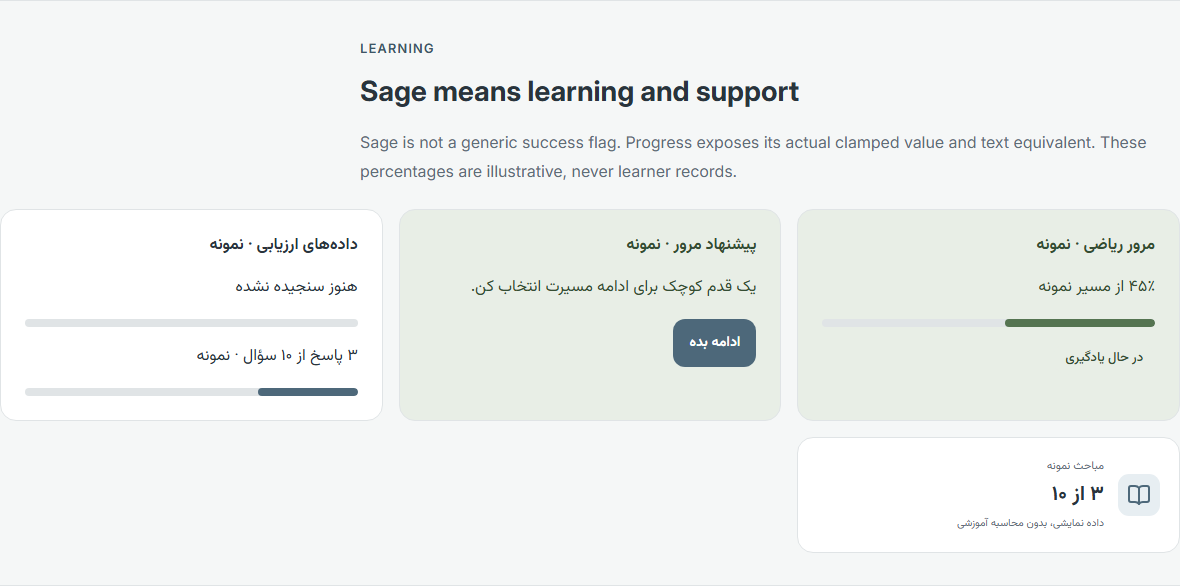 LEARNING
Sage means learning and support
Sage is not a generic success flag. Progress exposes its actual clamped value and text equivalent. These
percentages are illustrative, never learner records.
مرور ریاضی · نمونه
۴۵٪ از مسیر نمونه
در حال یادگیری
پیشنهاد مرور · نمونه
یک قدم کوچک برای ادامه مسیرت انتخاب کن.
ادامه بده
داده‌های ارزیابی · نمونه
هنوز سنجیده نشده
۳ پاسخ از ۱۰ سؤال · نمونه
مباحث نمونه
۳ از ۱۰
داده نمایشی، بدون محاسبه آموزشی